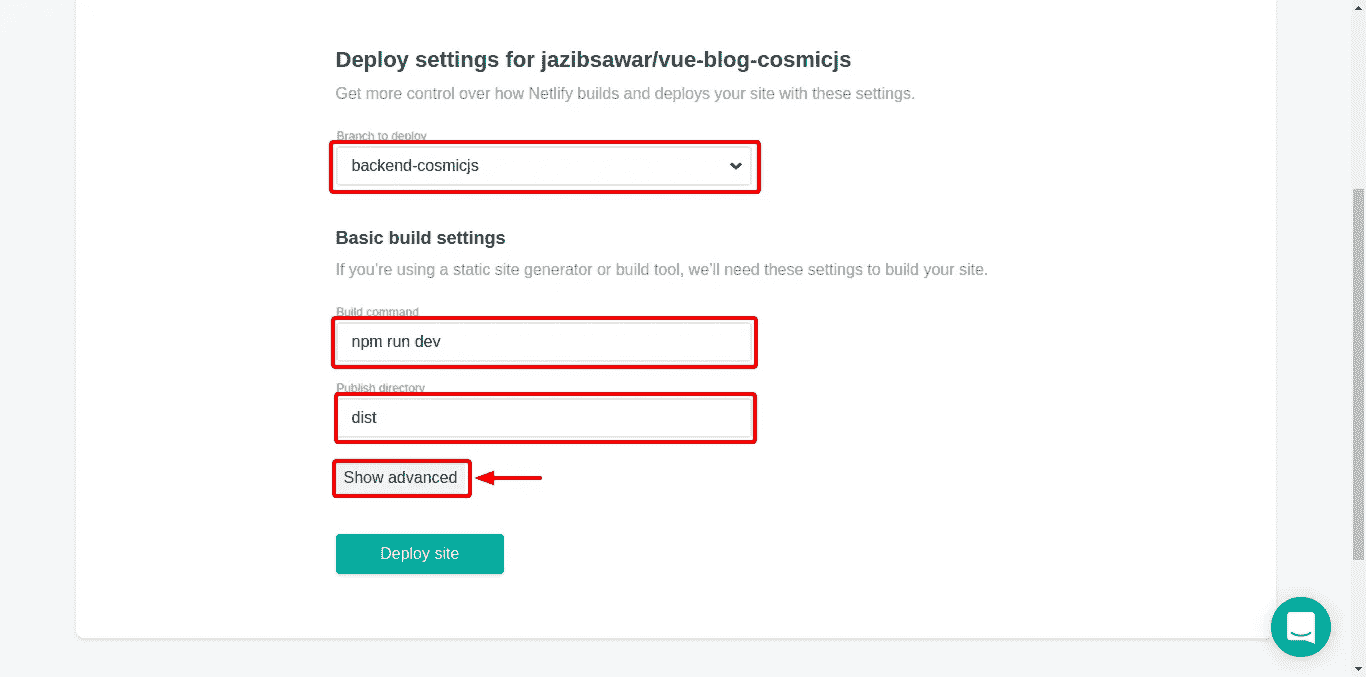 Deploy settings for jazibsawar/vue-blog-cosmicjs
Get more control over how Netlify builds and deploys your site with these settings.
Branch to deploy
backend-cosmicjs
Basic build settings
If you're using a static site generator or build tool, we'll need these settings to build your site.
Build command
npm run dev
Publish directory
dist
Show advanced
Deploy site